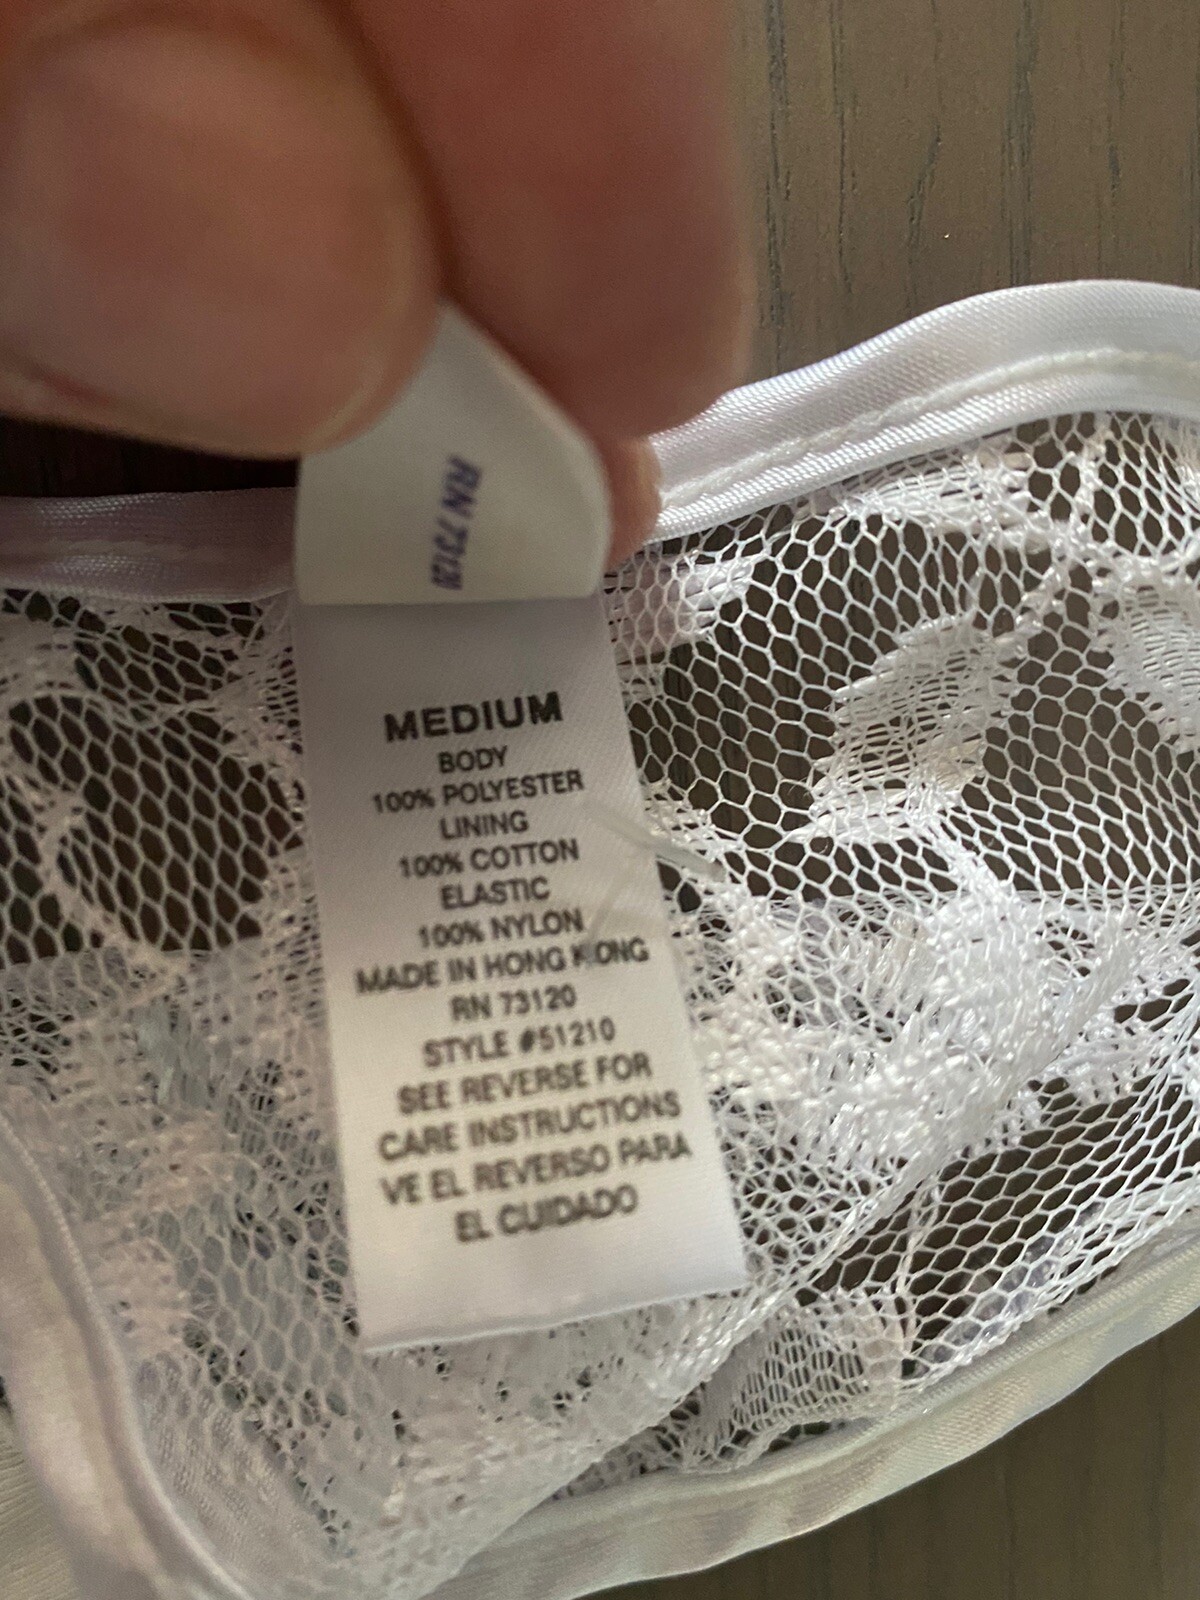 RN 73120
MEDIUM
BODY
100% POLYESTER
LINING
100% COTTON
ELASTIC
100% NYLON
MADE IN HONG KONG
RN 73120
STYLE #51210
SEE REVERSE FOR
CARE INSTRUCTIONS
VE EL REVERSO PARA
EL CUIDADO